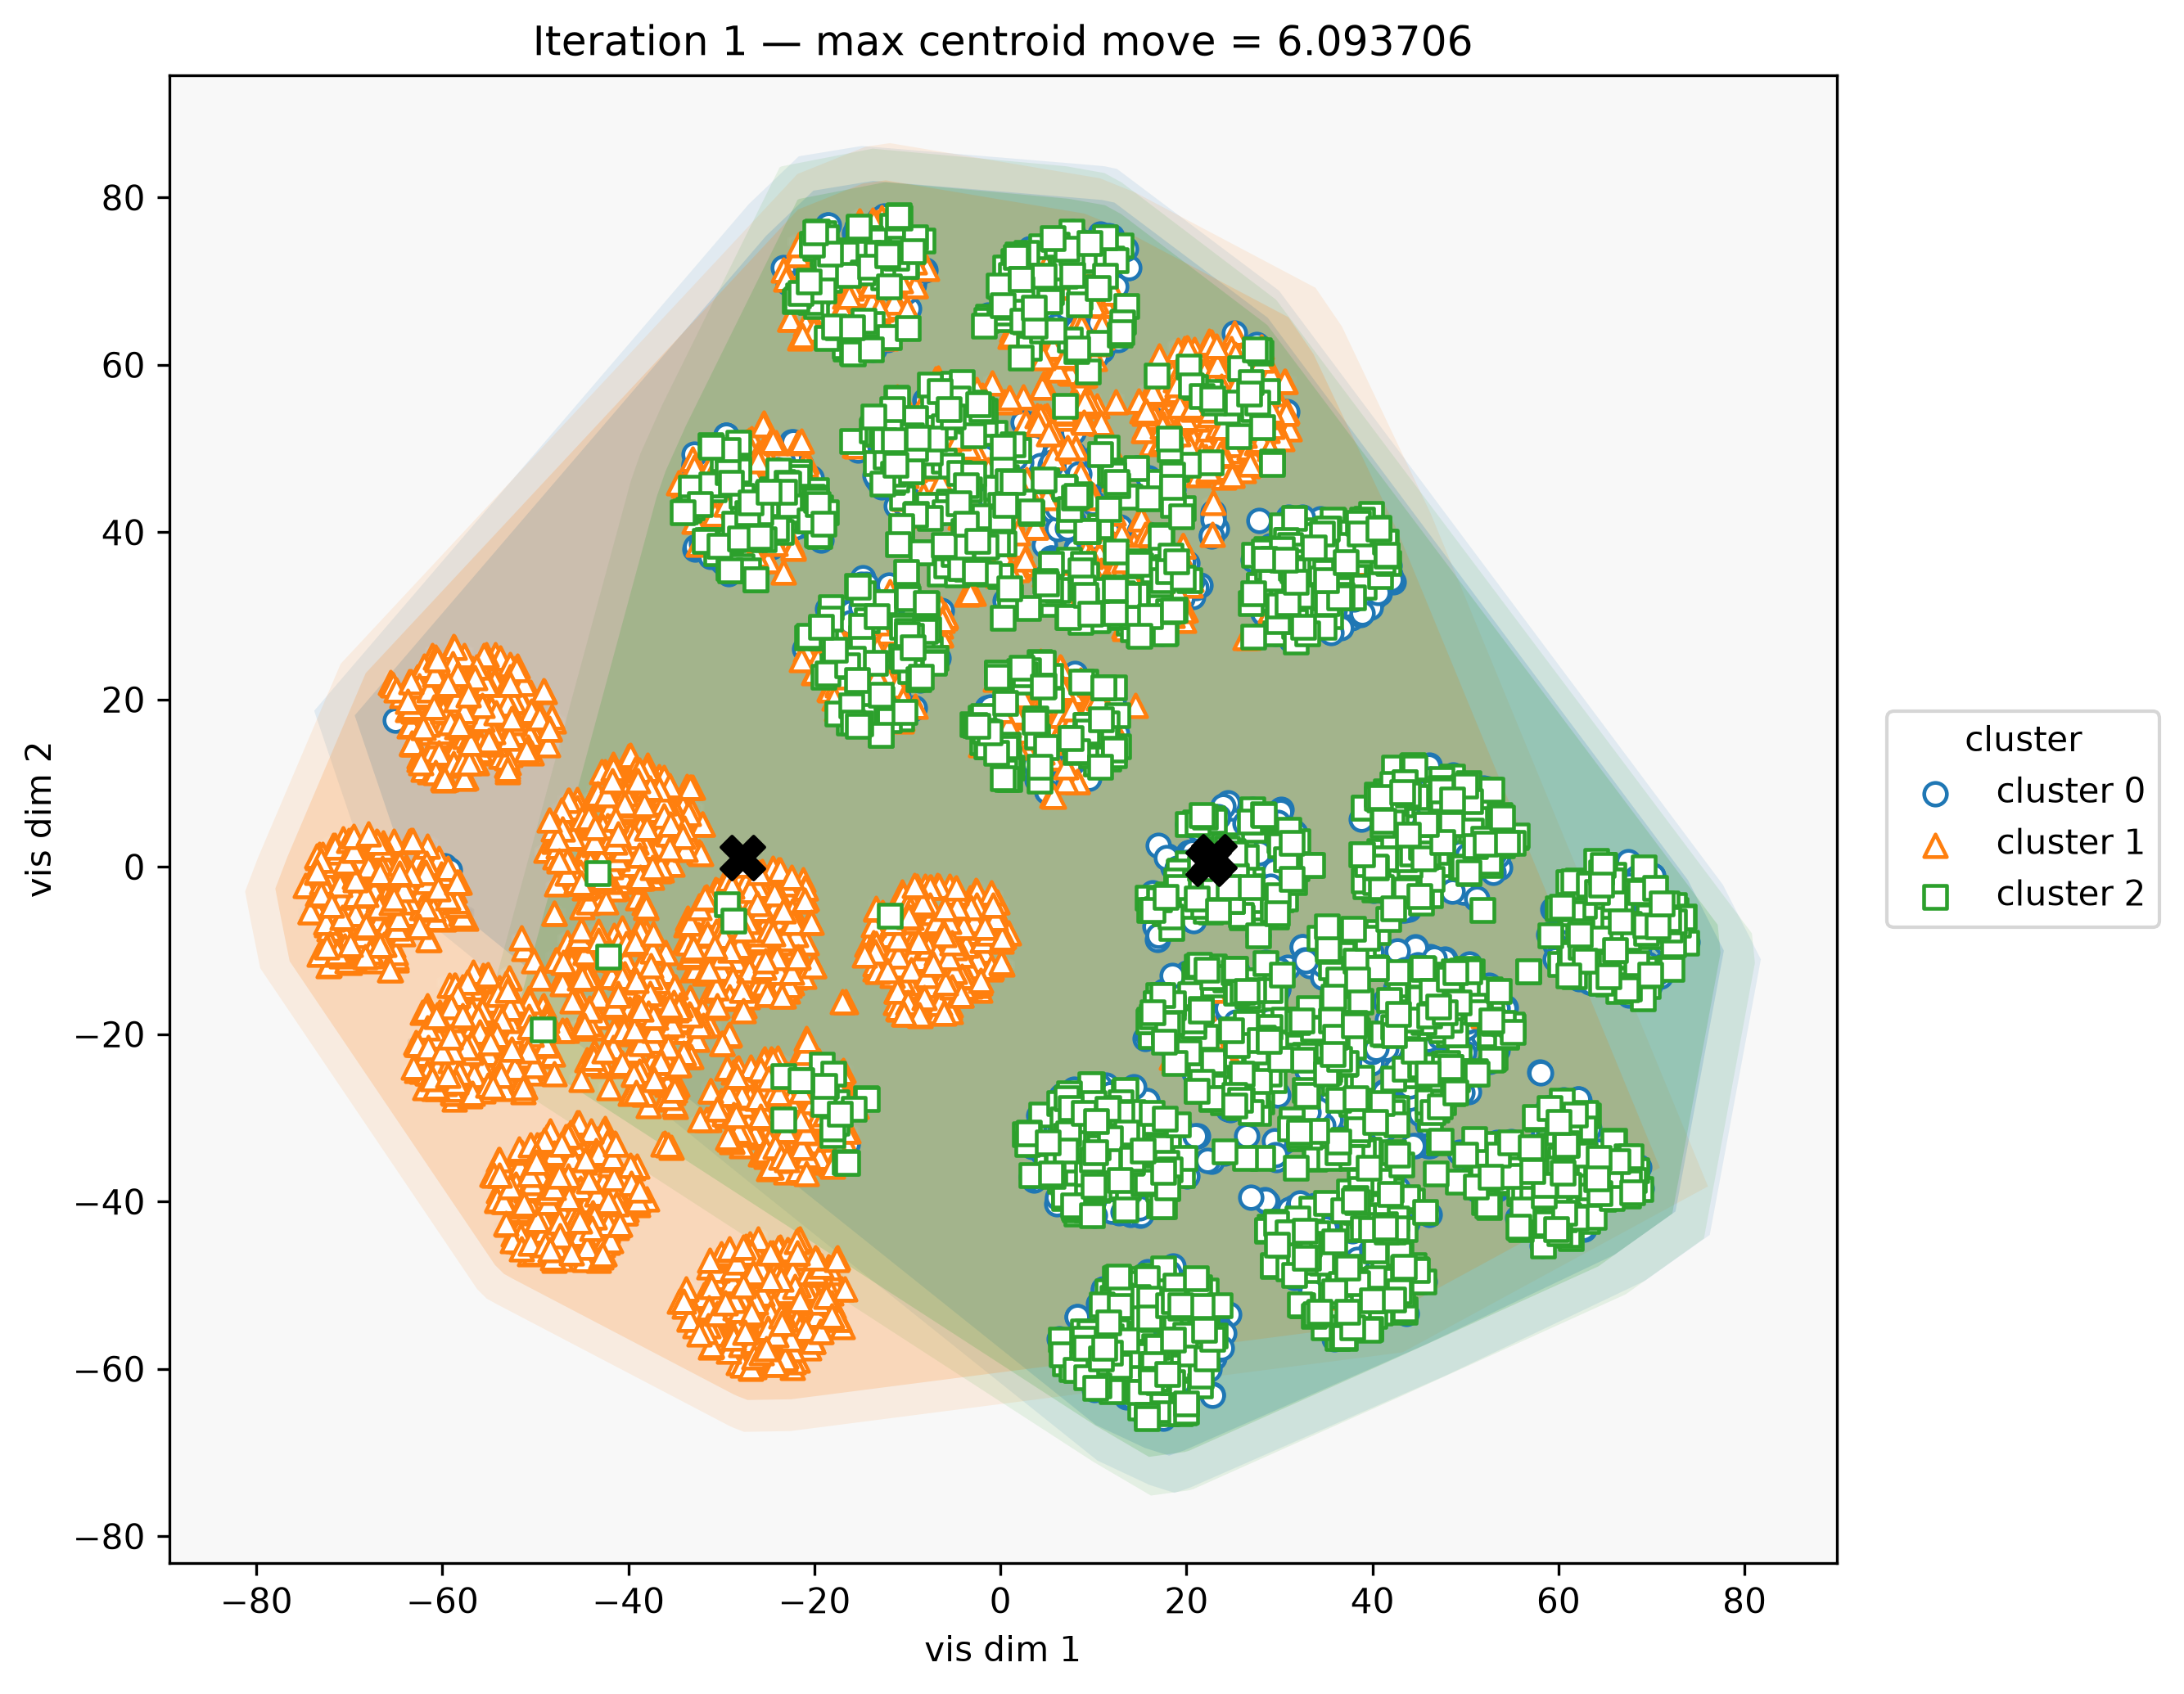 Iteration 1 — max centroid move = 6.093706
80
60
40
20
0
−20
−40
−60
−80
vis dim 2
−80
−60
−40
−20
0
20
40
60
80
vis dim 1
cluster
cluster 0
cluster 1
cluster 2